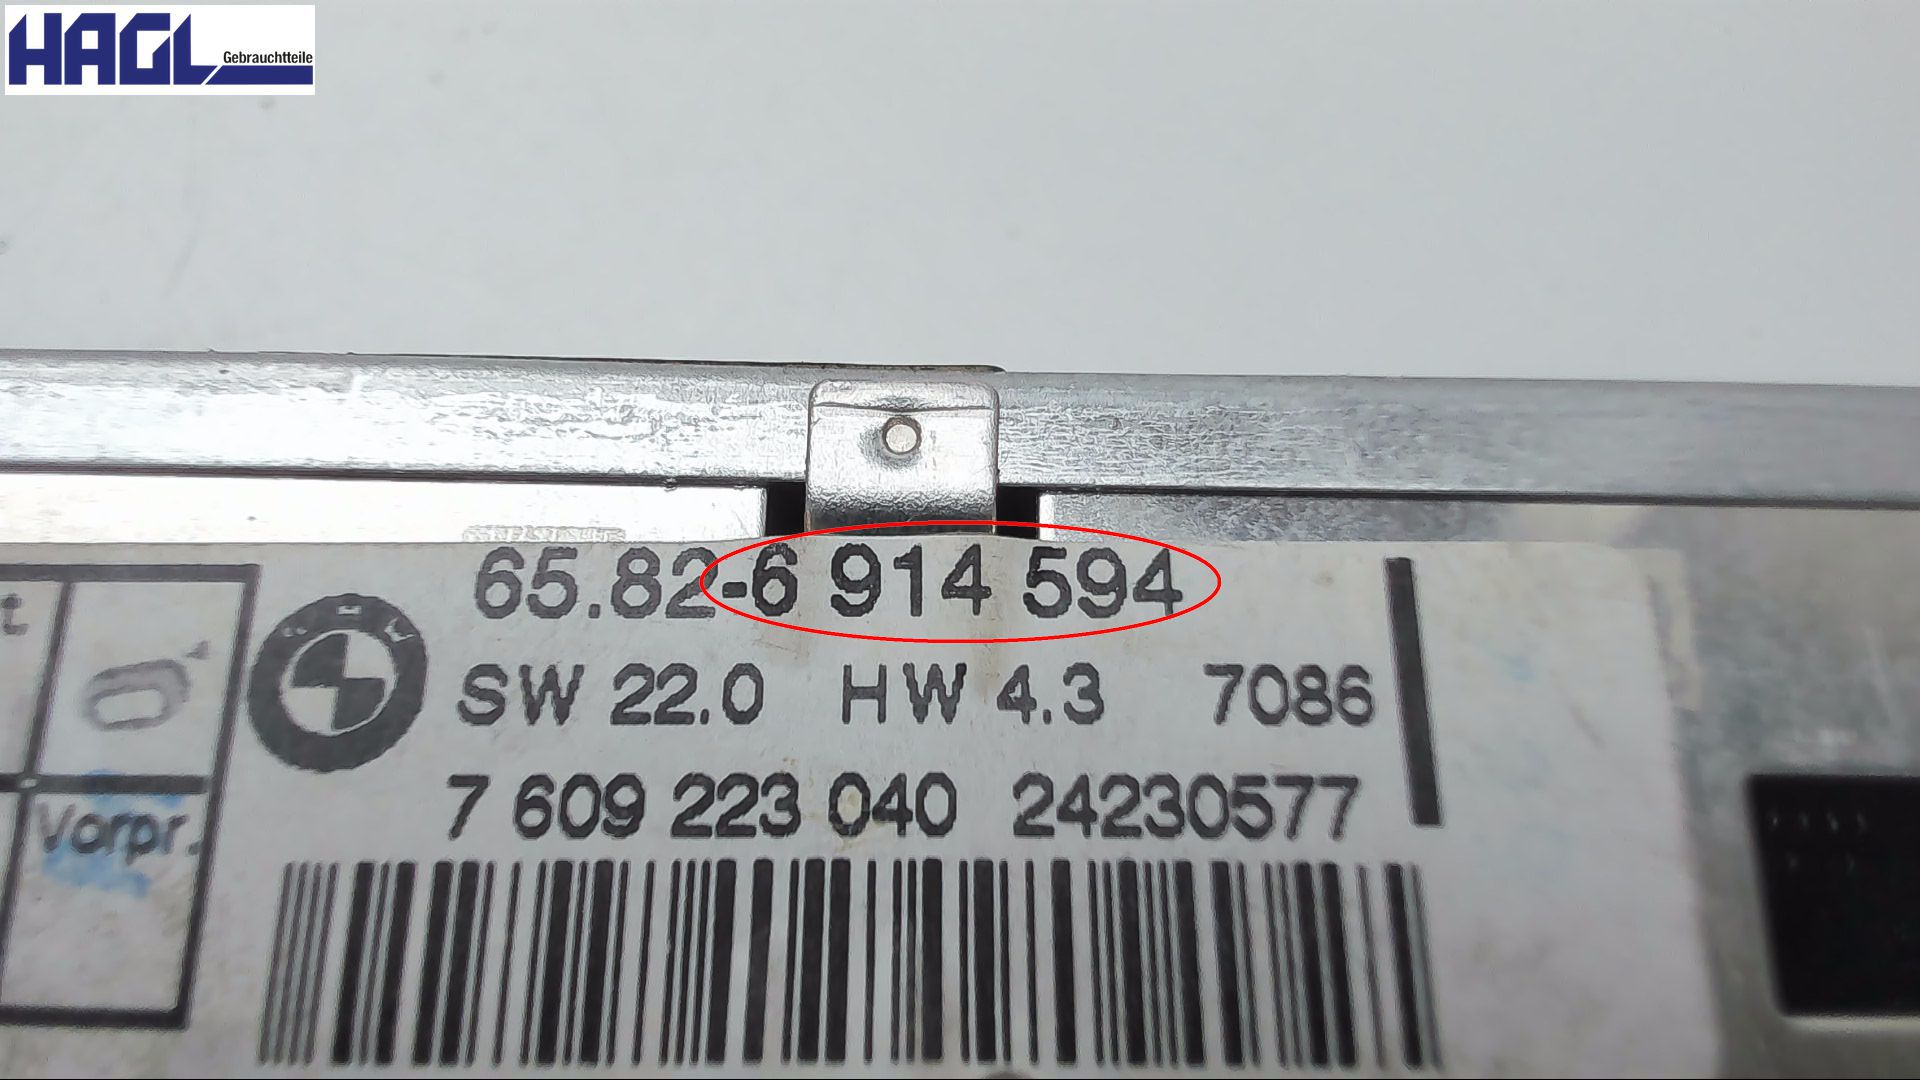 HAGL
Gebrauchtteile
65.82-6 914 594
SW 22.0 HW 4.3 7086
7 609 223 040 24230577
Vorpr.